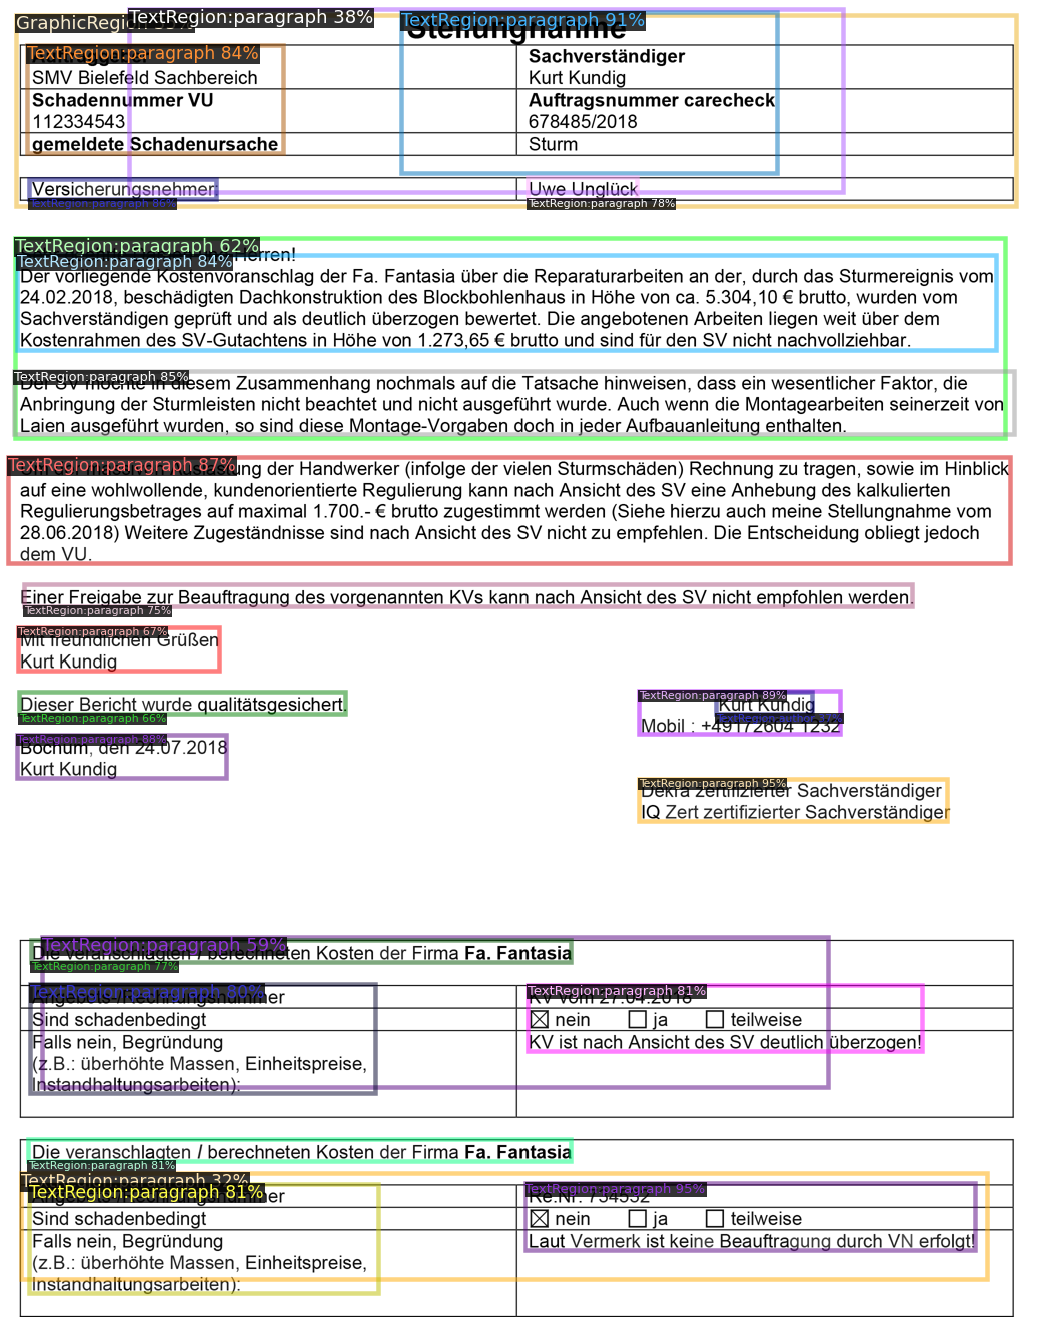 GraphicRegion
TextRegion:paragraph 38%
TextRegion:paragraph 91%
Stellungnahme
TextRegion:paragraph 84%
Sachverständiger
SMV Bielefeld Sachbereich
Kurt Kundig
Schadennummer VU
Auftragsnummer carecheck
112334543
678485/2018
gemeldete Schadenursache
Sturm
Versicherungsnehmer:
Uwe Unglück
TextRegion:paragraph 86%
TextRegion:paragraph 78%
TextRegion:paragraph 62%
Herren!
TextRegion:paragraph 84%
Der vorliegende Kostenvoranschlag der Fa. Fantasia über die Reparaturarbeiten an der, durch das Sturmereignis vom
24.02.2018, beschädigten Dachkonstruktion des Blockbohlenhaus in Höhe von ca. 5.304,10 € brutto, wurden vom
Sachverständigen geprüft und als deutlich überzogen bewertet. Die angebotenen Arbeiten liegen weit über dem
Kostenrahmen des SV-Gutachtens in Höhe von 1.273,65 € brutto und sind für den SV nicht nachvollziehbar.
TextRegion:paragraph 85%
Der SV möchte in diesem Zusammenhang nochmals auf die Tatsache hinweisen, dass ein wesentlicher Faktor, die
Anbringung der Sturmleisten nicht beachtet und nicht ausgeführt wurde. Auch wenn die Montagearbeiten seinerzeit von
Laien ausgeführt wurden, so sind diese Montage-Vorgaben doch in jeder Aufbauanleitung enthalten.
TextRegion:paragraph 87%
der Handwerker (infolge der vielen Sturmschäden) Rechnung zu tragen, sowie im Hinblick
auf eine wohlwollende, kundenorientierte Regulierung kann nach Ansicht des SV eine Anhebung des kalkulierten
Regulierungsbetrages auf maximal 1.700.- € brutto zugestimmt werden (Siehe hierzu auch meine Stellungnahme vom
28.06.2018) Weitere Zugeständnisse sind nach Ansicht des SV nicht zu empfehlen. Die Entscheidung obliegt jedoch
dem VU.
Einer Freigabe zur Beauftragung des vorgenannten KVs kann nach Ansicht des SV nicht empfohlen werden.
TextRegion:paragraph 75%
TextRegion:paragraph 67%
Mit freundlichen Grüßen
Kurt Kundig
Dieser Bericht wurde qualitätsgesichert.
TextRegion:paragraph 66%
TextRegion:paragraph 89%
Kurt Kundig
Mobil : +49172604 1232
TextRegion:paragraph 88%
Bochum, den 24.07.2018
Kurt Kundig
TextRegion:paragraph 95%
Dekra zertifizierter Sachverständiger
IQ Zert zertifizierter Sachverständiger
TextRegion:paragraph 59%
Die veranschlagten / berechneten Kosten der Firma Fa. Fantasia
TextRegion:paragraph 77%
TextRegion:paragraph 80%
Angebots-/Rechnungsnummer
TextRegion:paragraph 81%
KV vom 27.04.2018
Sind schadenbedingt
nein ja teilweise
Falls nein, Begründung
KV ist nach Ansicht des SV deutlich überzogen!
(z.B.: überhöhte Massen, Einheitspreise,
Instandhaltungsarbeiten):
Die veranschlagten / berechneten Kosten der Firma Fa. Fantasia
TextRegion:paragraph 81%
TextRegion:paragraph 32%
TextRegion:paragraph 81%
Angebots-/Rechnungsnummer
TextRegion:paragraph 95%
Re.Nr. 754552
Sind schadenbedingt
nein ja teilweise
Falls nein, Begründung
Laut Vermerk ist keine Beauftragung durch VN erfolgt!
(z.B.: überhöhte Massen, Einheitspreise,
Instandhaltungsarbeiten):